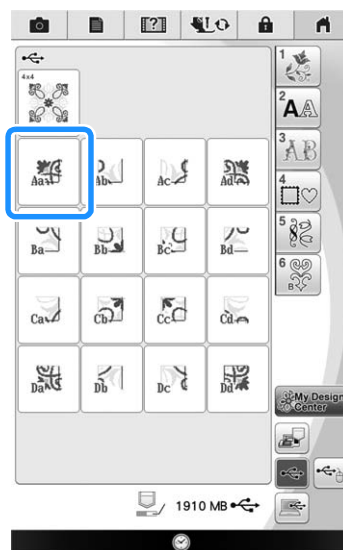 4x4
Aa Ab Ac Ad
Ba Bb Bc Bd
Ca Cb Cc Cd
Da Db Dc Dd
1910 MB
1
2 AA
3 AB
4
5
6 B
My Design
Center